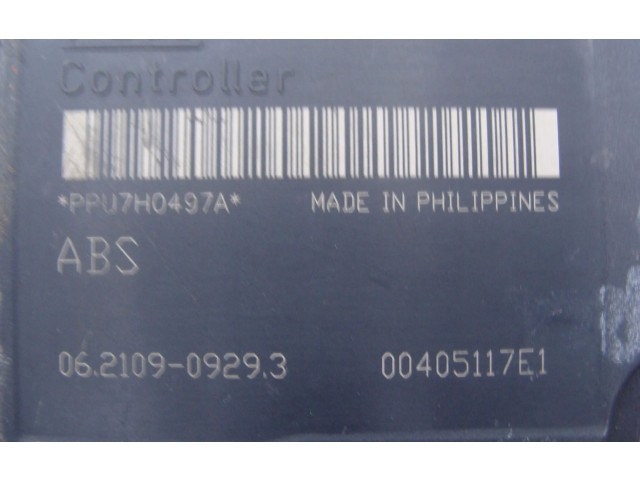 Controller
*PPU7H0497A* MADE IN PHILIPPINES
ABS
06.2109-0929.3 00405117E1